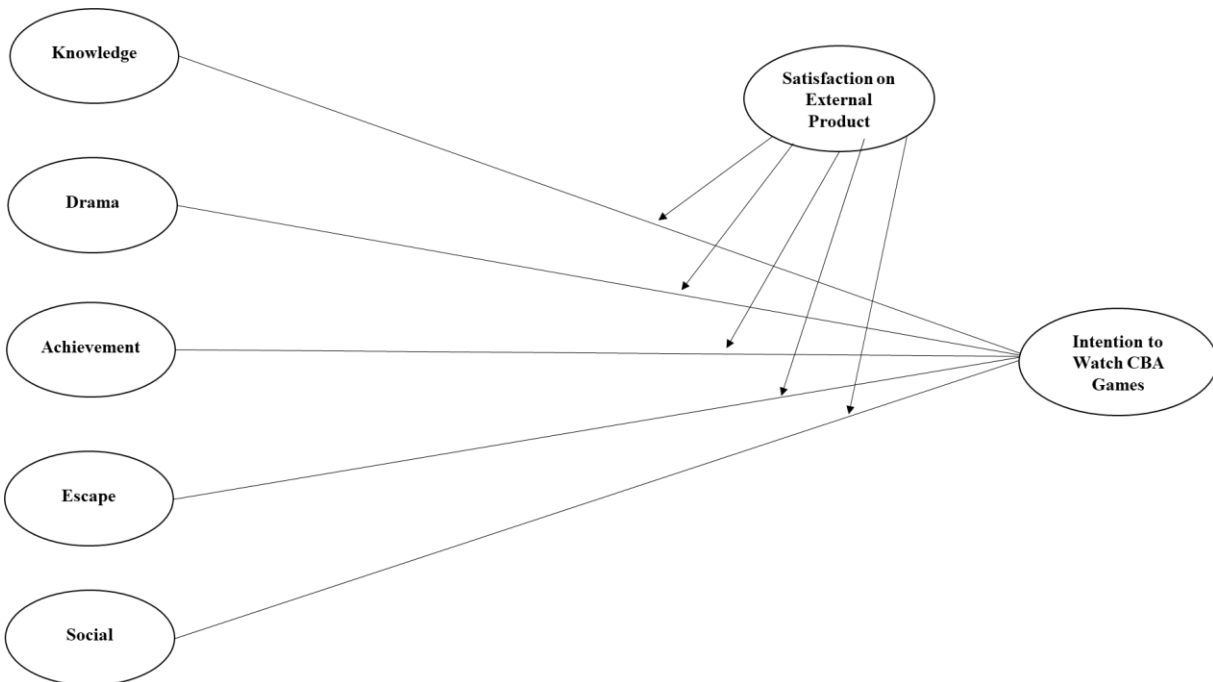 Knowledge
Satisfaction on
External
Product
Drama
Achievement
Intention to
Watch CBA
Games
Escape
Social